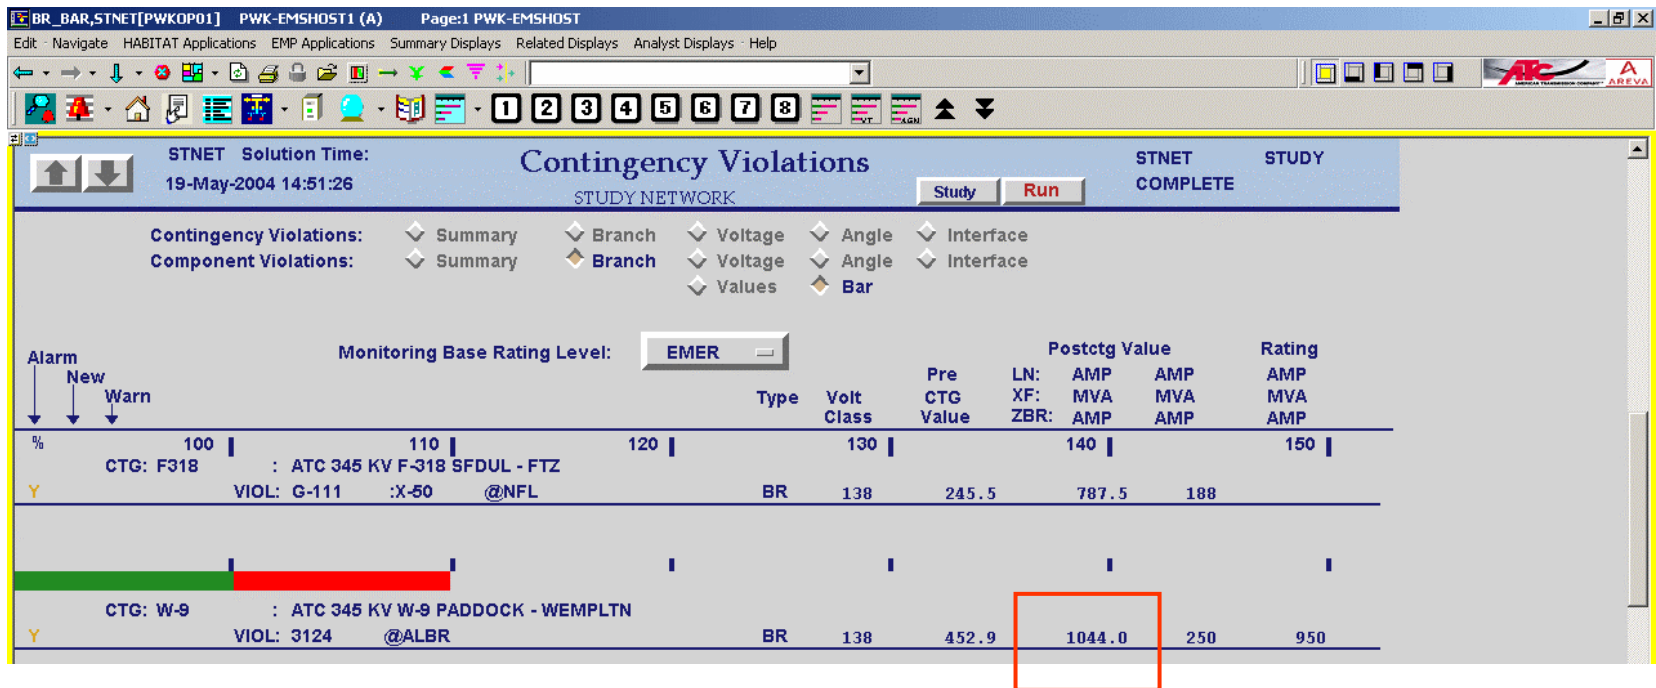 BR_BAR,STNET[PWKOP01] PWK-EMSHOST1 (A) Page:1 PWK-EMSHOST
Edit Navigate HABITAT Applications EMP Applications Summary Displays Related Displays Analyst Displays Help
ATC
AMERICAN TRANSMISSION COMPANY
A
AREVA
1 2 3 4 5 6 7 8 VT AGN
STNET Solution Time:
19-May-2004 14:51:26
Contingency Violations
STUDY NETWORK
Study Run
STNET STUDY
COMPLETE
Contingency Violations: Summary Branch Voltage Angle Interface
Component Violations: Summary Branch Voltage Angle Interface
Values Bar
Monitoring Base Rating Level: EMER
Alarm
New
Warn
Postctg Value Rating
Pre LN: AMP AMP AMP
Type Volt CTG XF: MVA MVA MVA
Class Value ZBR: AMP AMP AMP
% 100 110 120 130 140 150
CTG: F318 : ATC 345 KV F-318 SFDUL - FTZ
Y VIOL: G-111 :X-50 @NFL BR 138 245.5 787.5 188
CTG: W-9 : ATC 345 KV W-9 PADDOCK - WEMPLTN
Y VIOL: 3124 @ALBR BR 138 452.9 1044.0 250 950